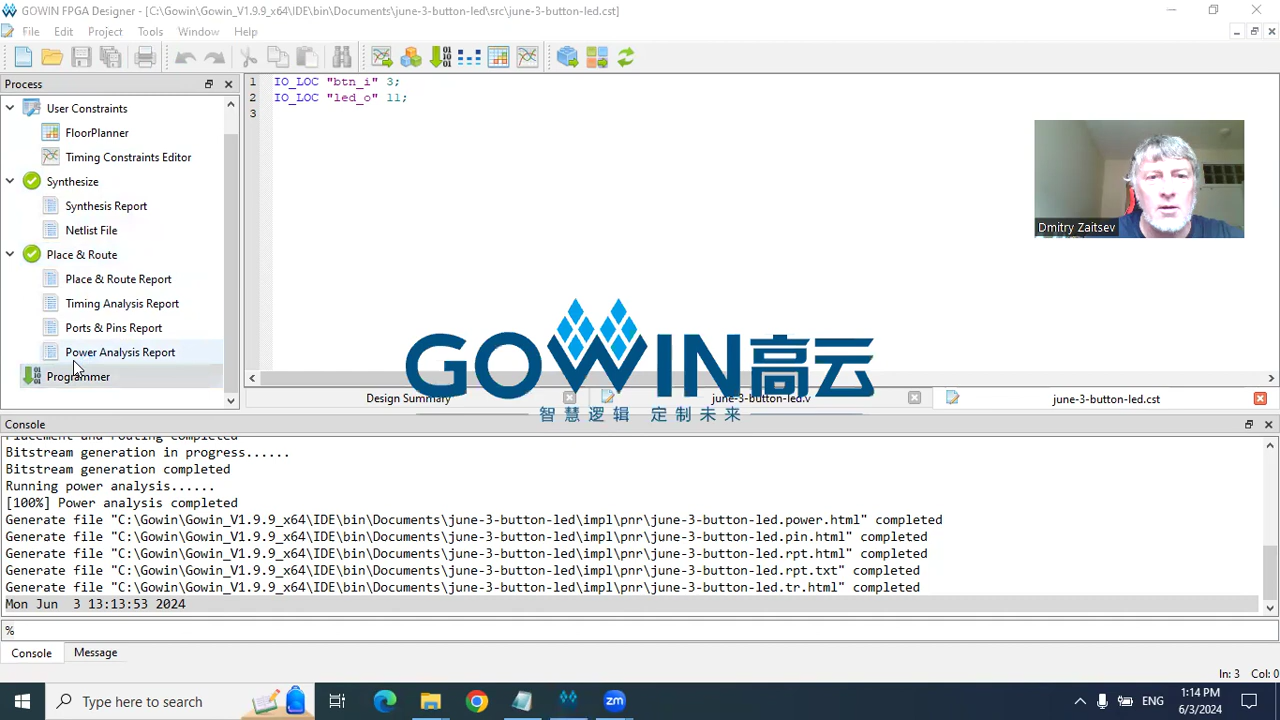 GOWIN FPGA Designer - [C:\Gowin\Gowin_V1.9.9_x64\IDE\bin\Documents\june-3-button-led\src\june-3-button-led.cst]
File Edit Project Tools Window Help
Process
User Constraints
FloorPlanner
Timing Constraints Editor
Synthesize
Synthesis Report
Netlist File
Place & Route
Place & Route Report
Timing Analysis Report
Ports & Pins Report
Power Analysis Report
Programmer
1 IO_LOC "btn_i" 3;
2 IO_LOC "led_o" 11;
3
Dmitry Zaitsev
GOWIN高云
智慧逻辑 定制未来
Design Summary june-3-button-led.v june-3-button-led.cst
Console
Placement and routing completed
Bitstream generation in progress......
Bitstream generation completed
Running power analysis......
[100%] Power analysis completed
Generate file "C:\Gowin\Gowin_V1.9.9_x64\IDE\bin\Documents\june-3-button-led\impl\pnr\june-3-button-led.power.html" completed
Generate file "C:\Gowin\Gowin_V1.9.9_x64\IDE\bin\Documents\june-3-button-led\impl\pnr\june-3-button-led.pin.html" completed
Generate file "C:\Gowin\Gowin_V1.9.9_x64\IDE\bin\Documents\june-3-button-led\impl\pnr\june-3-button-led.rpt.html" completed
Generate file "C:\Gowin\Gowin_V1.9.9_x64\IDE\bin\Documents\june-3-button-led\impl\pnr\june-3-button-led.rpt.txt" completed
Generate file "C:\Gowin\Gowin_V1.9.9_x64\IDE\bin\Documents\june-3-button-led\impl\pnr\june-3-button-led.tr.html" completed
Mon Jun 3 13:13:53 2024
%
Console Message
In: 3 Col: 0
Type here to search
zm
ENG
1:14 PM
6/3/2024